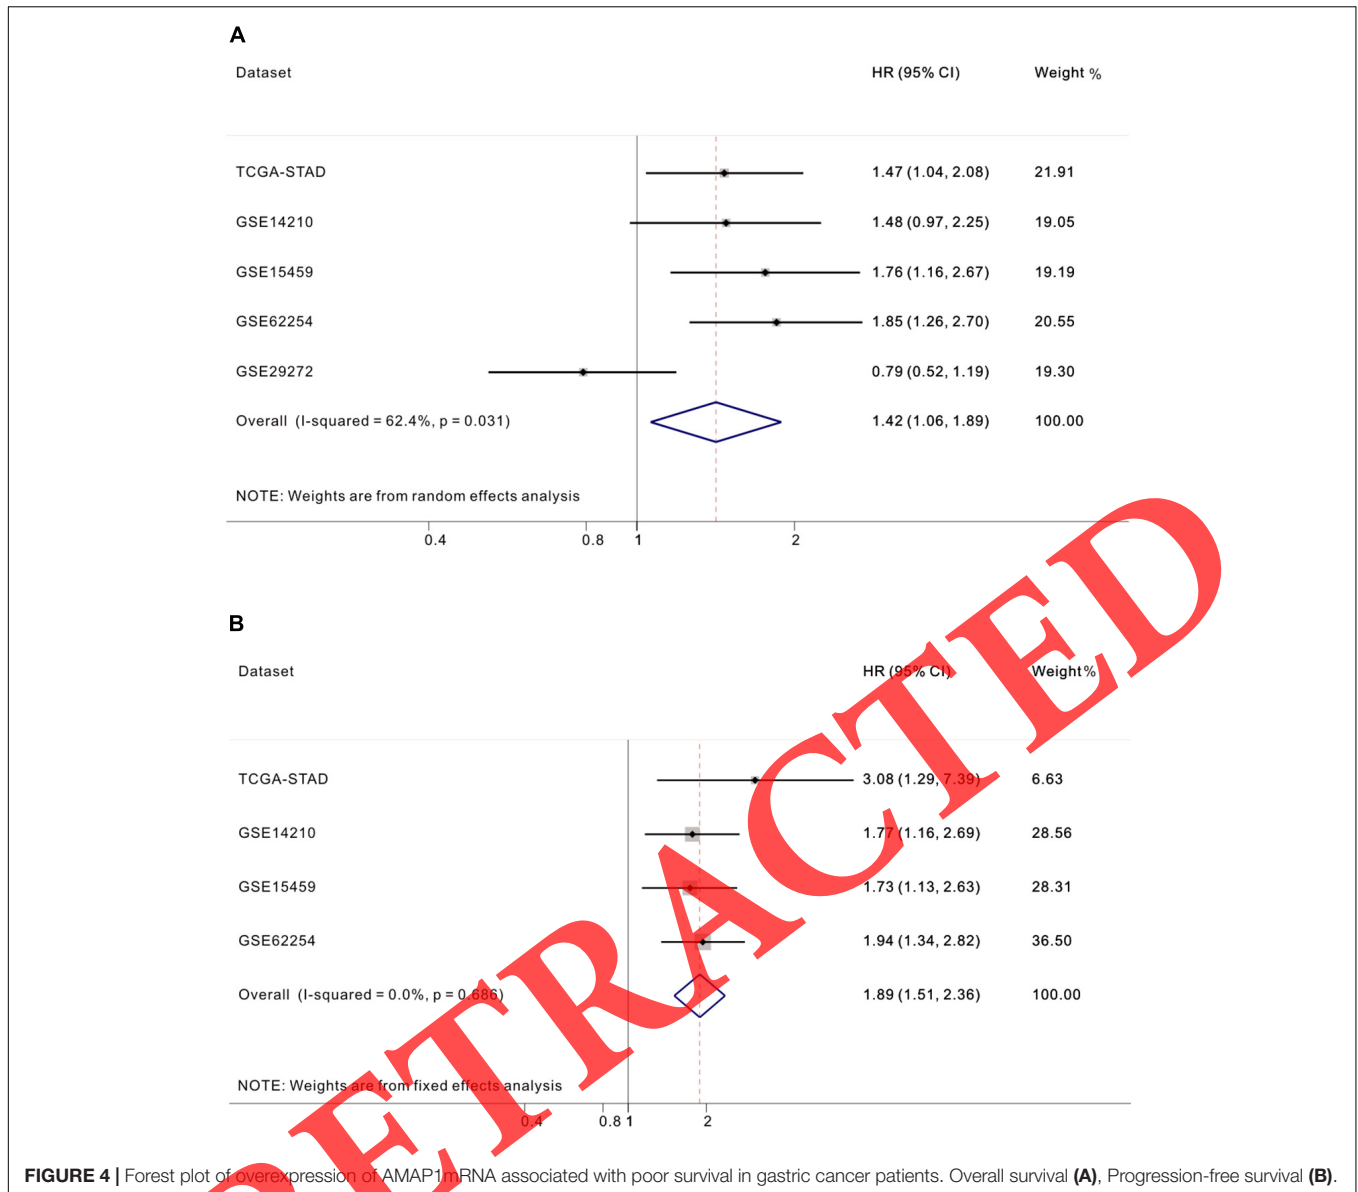 A
Dataset HR (95% CI) Weight %
TCGA-STAD 1.47 (1.04, 2.08) 21.91
GSE14210 1.48 (0.97, 2.25) 19.05
GSE15459 1.76 (1.16, 2.67) 19.19
GSE62254 1.85 (1.26, 2.70) 20.55
GSE29272 0.79 (0.52, 1.19) 19.30
Overall (I-squared = 62.4%, p = 0.031) 1.42 (1.06, 1.89) 100.00
NOTE: Weights are from random effects analysis
0.4 0.8 1 2
B
Dataset HR (95% CI) Weight%
TCGA-STAD 3.08 (1.29, 7.39) 6.63
GSE14210 1.77 (1.16, 2.69) 28.56
GSE15459 1.73 (1.13, 2.63) 28.31
GSE62254 1.94 (1.34, 2.82) 36.50
Overall (I-squared = 0.0%, p = 0.686) 1.89 (1.51, 2.36) 100.00
NOTE: Weights are from fixed effects analysis
0.4 0.8 1 2
FIGURE 4 | Forest plot of overexpression of AMAP1mRNA associated with poor survival in gastric cancer patients. Overall survival (A), Progression-free survival (B).
RETRACTED